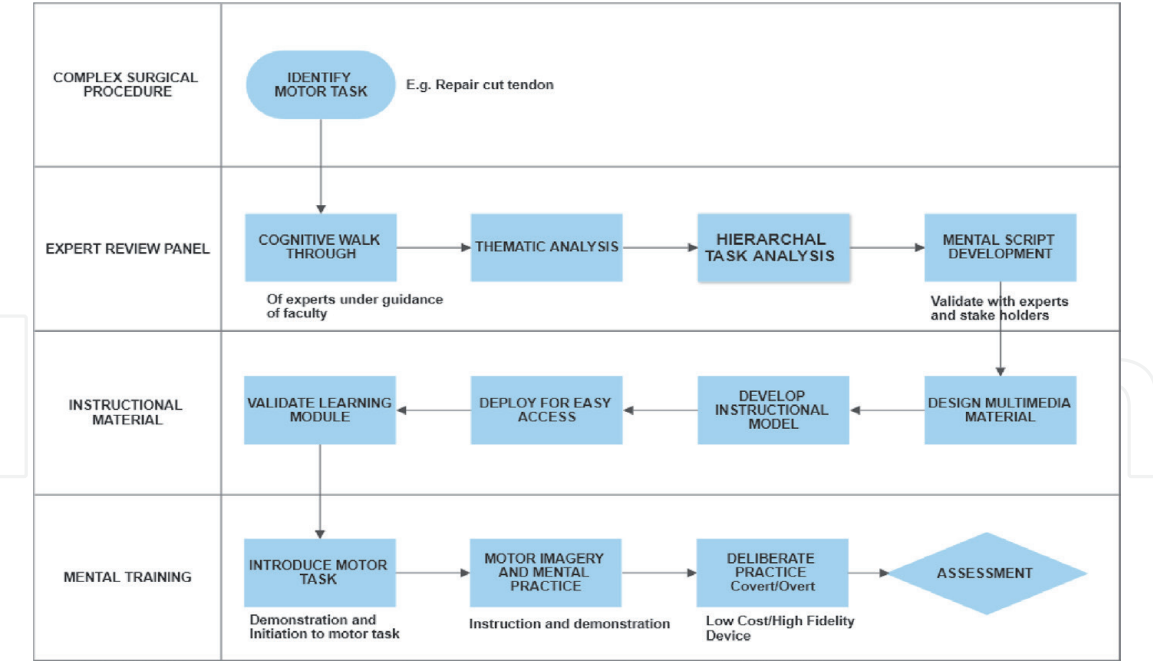 COMPLEX SURGICAL
PROCEDURE
IDENTIFY
MOTOR TASK
E.g. Repair cut tendon
EXPERT REVIEW PANEL
COGNITIVE WALK
THROUGH
Of experts under guidance
of faculty
THEMATIC ANALYSIS
HIERARCHAL
TASK ANALYSIS
MENTAL SCRIPT
DEVELOPMENT
Validate with experts
and stake holders
INSTRUCTIONAL
MATERIAL
VALIDATE LEARNING
MODULE
DEPLOY FOR EASY
ACCESS
DEVELOP
INSTRUCTIONAL
MODEL
DESIGN MULTIMEDIA
MATERIAL
MENTAL TRAINING
INTRODUCE MOTOR
TASK
Demonstration and
Initiation to motor task
MOTOR IMAGERY
AND MENTAL
PRACTICE
Instruction and demonstration
DELIBERATE
PRACTICE
Covert/Overt
Low Cost/High Fidelity
Device
ASSESSMENT